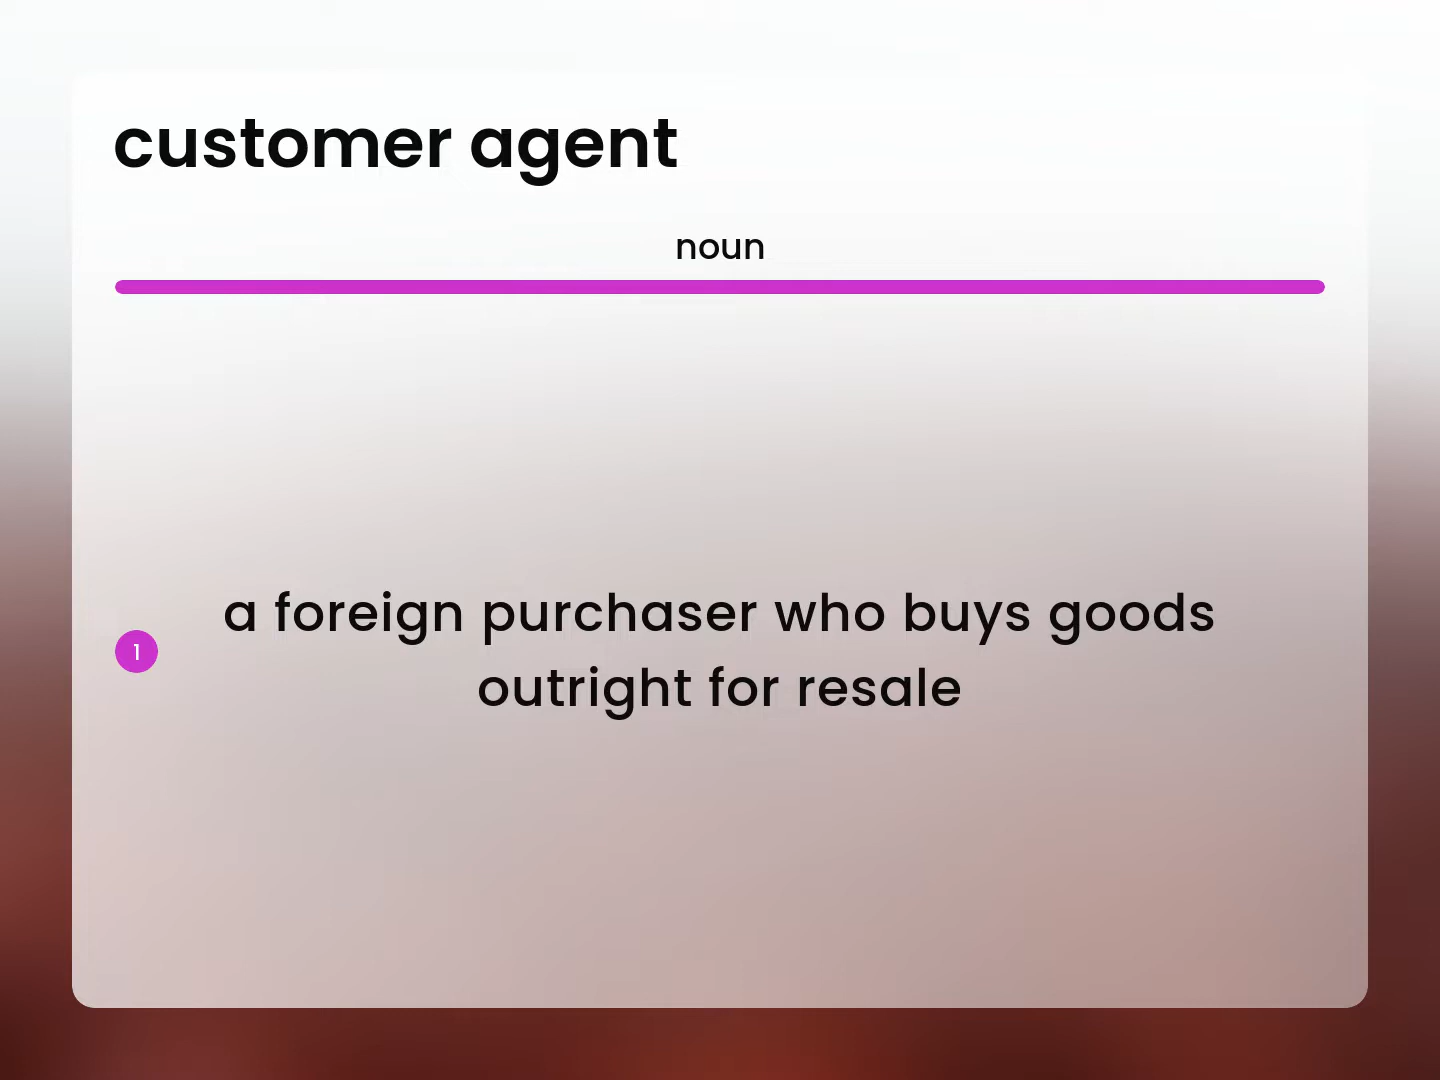 customer agent
noun
1
a foreign purchaser who buys goods
outright for resale